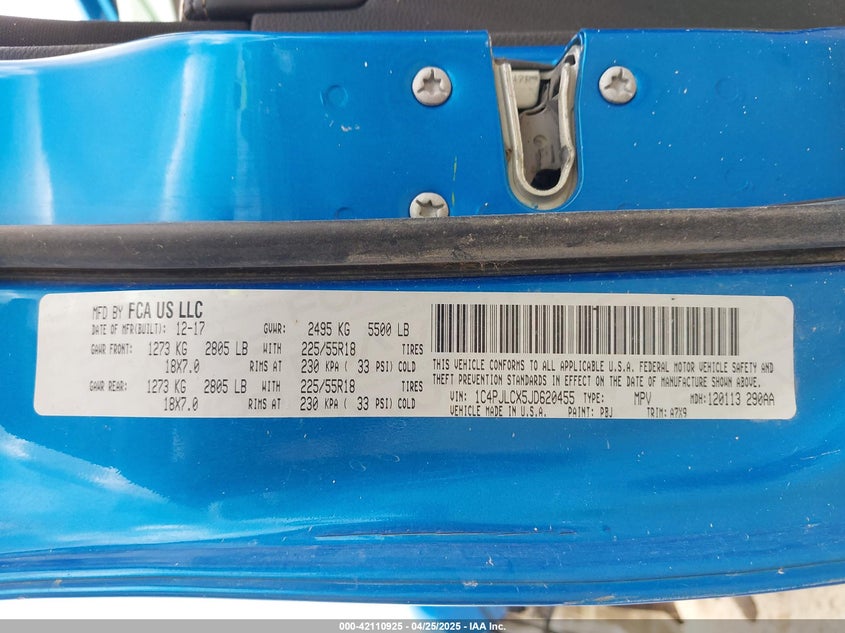 MFD BY FCA US LLC
DATE OF MFR(BUILT): 12-17 GVWR: 2495 KG 5500 LB
GAWR FRONT: 1273 KG 2805 LB WITH 225/55R18 TIRES
18X7.0 RIMS AT 230 KPA ( 33 PSI) COLD
GAWR REAR: 1273 KG 2805 LB WITH 225/55R18 TIRES
18X7.0 RIMS AT 230 KPA ( 33 PSI) COLD
THIS VEHICLE CONFORMS TO ALL APPLICABLE U.S.A. FEDERAL MOTOR VEHICLE SAFETY AND
THEFT PREVENTION STANDARDS IN EFFECT ON THE DATE OF MANUFACTURE SHOWN ABOVE.
VIN: 1C4PJLCX5JD620455 TYPE: MPV MDH: 120113 290AA
VEHICLE MADE IN U.S.A. PAINT: PBJ TRIM: A7X9
000-42110925 - 04/25/2025 - IAA Inc.